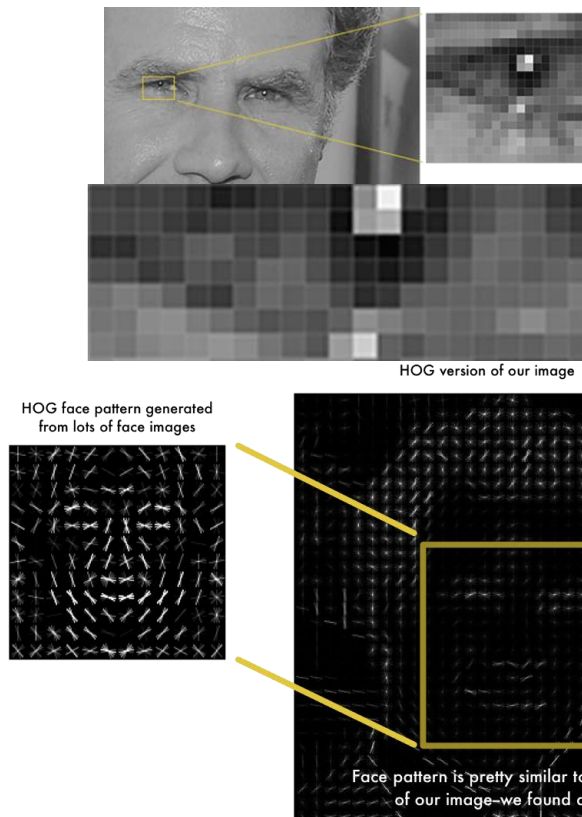 HOG version of our image
HOG face pattern generated
from lots of face images
Face pattern is pretty similar to
of our image–we found